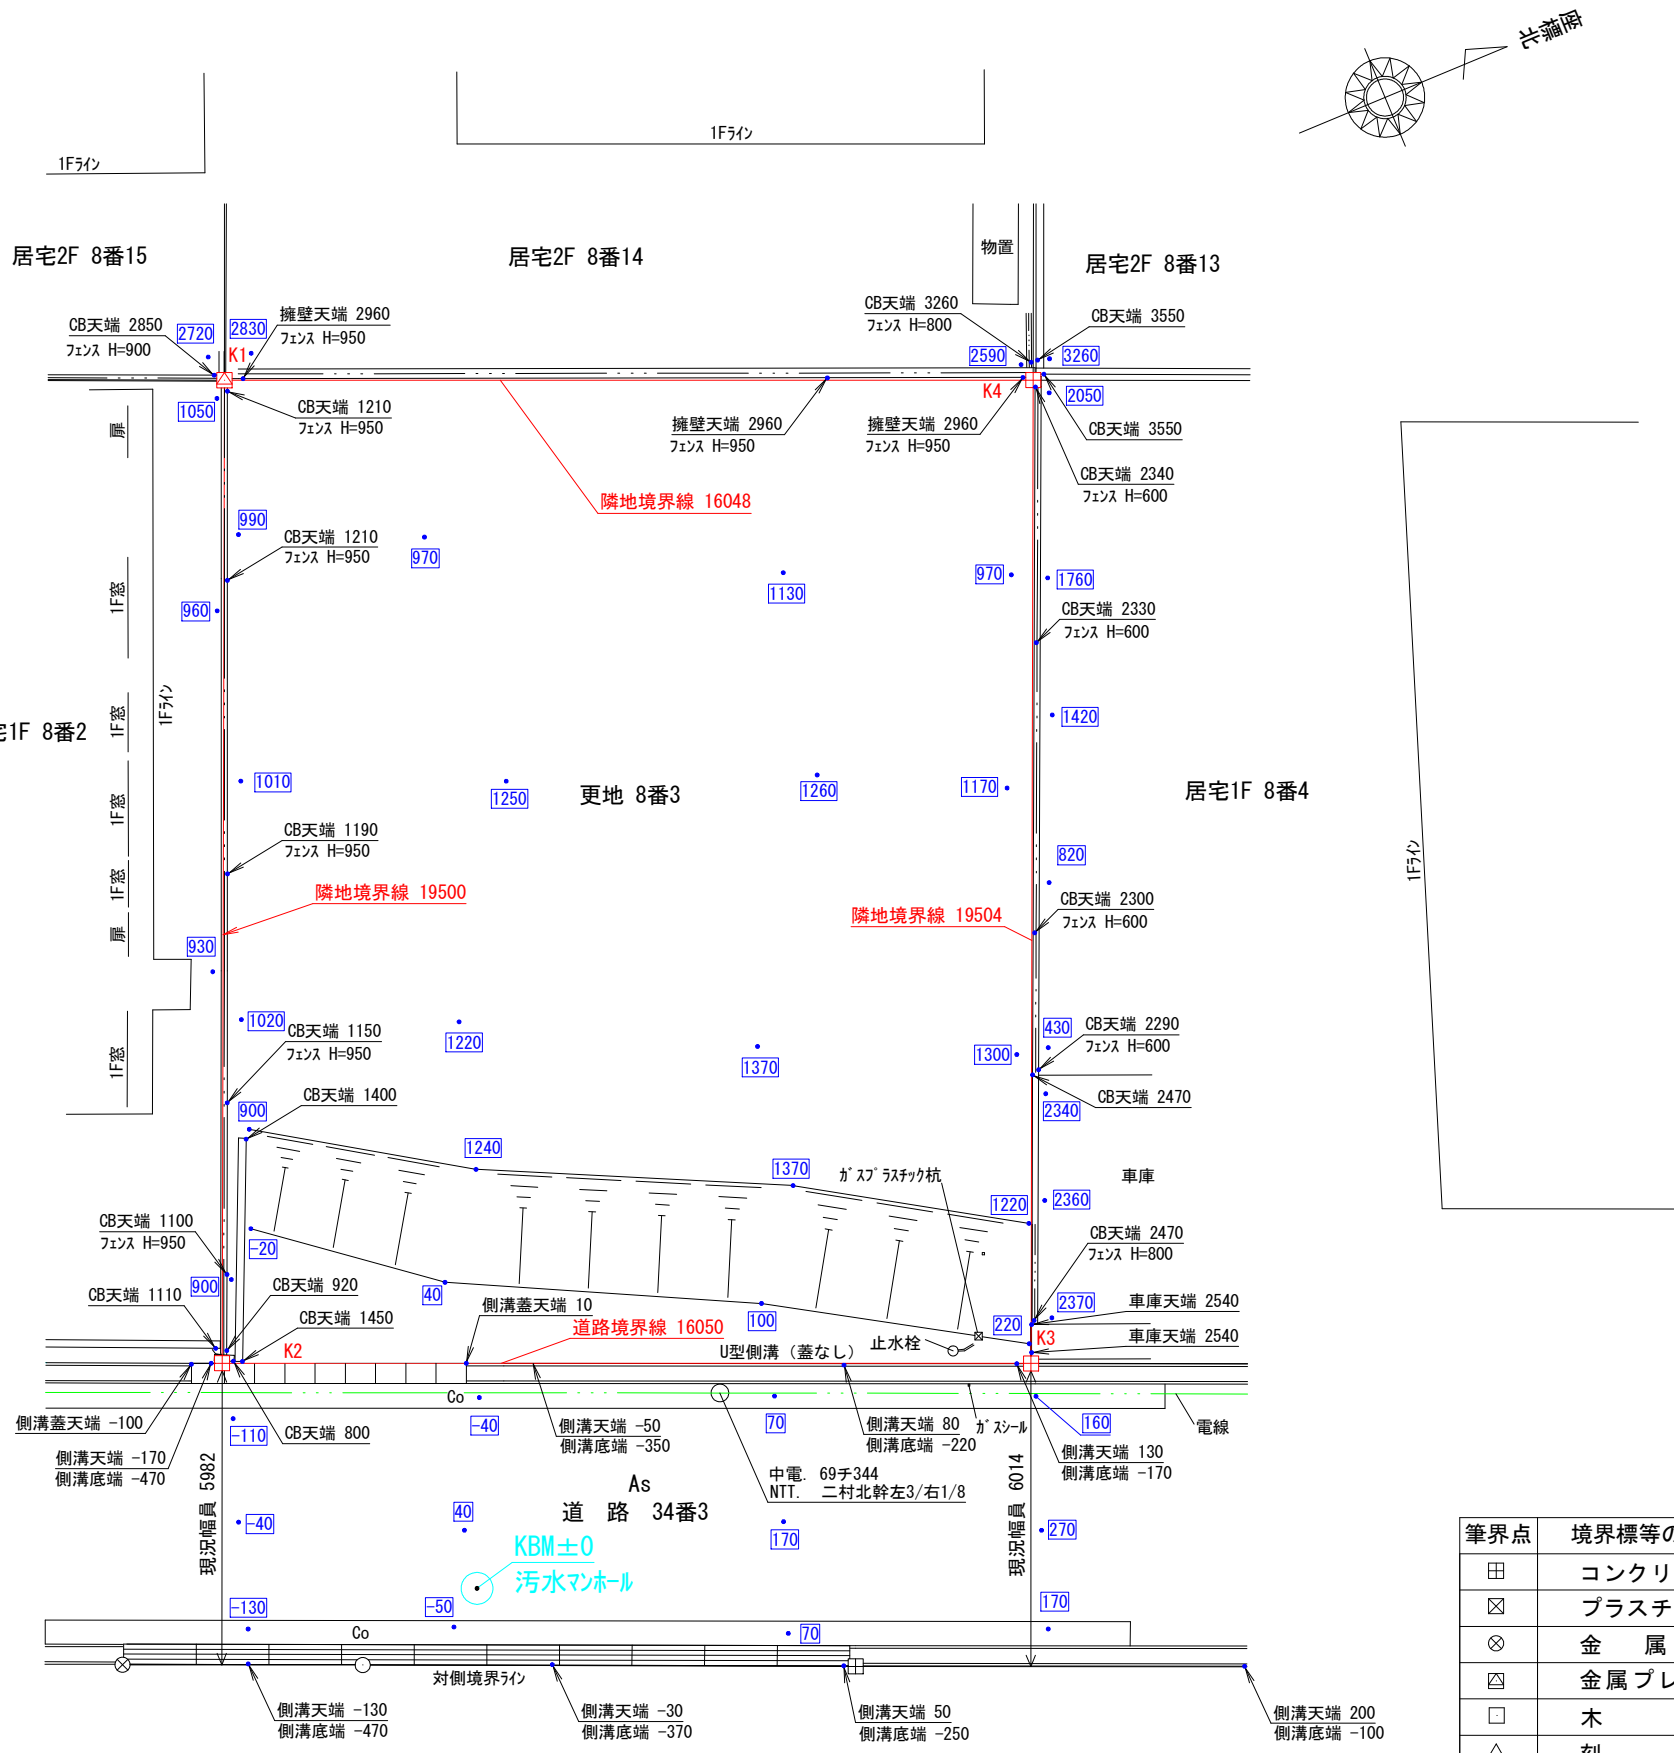 座標北
1Fライン
1Fライン
居宅2F 8番15
居宅2F 8番14
物置
居宅2F 8番13
CB天端 2850
フェンス H=900
2720
2830
K1
擁壁天端 2960
フェンス H=950
CB天端 3260
フェンス H=800
2590
CB天端 3550
3260
K4
2050
1050
CB天端 1210
フェンス H=950
擁壁天端 2960
フェンス H=950
擁壁天端 2960
フェンス H=950
CB天端 3550
CB天端 2340
フェンス H=600
隣地境界線 16048
扉
990
CB天端 1210
フェンス H=950
970
1130
970
1760
1F窓
960
CB天端 2330
フェンス H=600
1F窓
1Fライン
宅1F 8番2
1420
1010
1250
更地 8番3
1260
1170
居宅1F 8番4
1F窓
CB天端 1190
フェンス H=950
820
1Fライン
1F窓
隣地境界線 19500
隣地境界線 19504
CB天端 2300
フェンス H=600
扉
930
1020
CB天端 1150
フェンス H=950
1220
1370
1300
430
CB天端 2290
フェンス H=600
1F窓
CB天端 1400
900
CB天端 2470
2340
1240
1370
ガスプラスチック杭
車庫
1220
2360
CB天端 1100
フェンス H=950
-20
CB天端 2470
フェンス H=800
900
CB天端 920
40
側溝蓋天端 10
100
220
2370
車庫天端 2540
CB天端 1110
CB天端 1450
道路境界線 16050
止水栓
K3
車庫天端 2540
K2
U型側溝（蓋なし）
Co
側溝蓋天端 -100
-110
CB天端 800
-40
側溝天端 -50
側溝底端 -350
70
側溝天端 80
側溝底端 -220
ガスシール
160
電線
側溝天端 -170
側溝底端 -470
側溝天端 130
側溝底端 -170
現況幅員 5982
As
中電. 69チ344
NTT. 二村北幹左3/右1/8
現況幅員 6014
道 路 34番3
-40
40
170
270
KBM±0
汚水マンホール
-130
-50
70
170
Co
対側境界ライン
側溝天端 -130
側溝底端 -470
側溝天端 -30
側溝底端 -370
側溝天端 50
側溝底端 -250
側溝天端 200
側溝底端 -100
筆界点 境界標等の
コンクリ
プラスチ
金 属
金属プレ
木